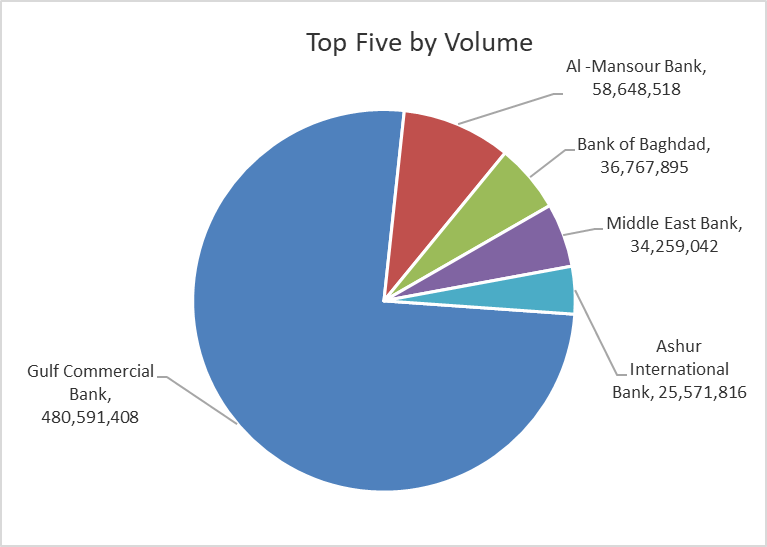 Top Five by Volume
Al -Mansour Bank,
58,648,518
Bank of Baghdad,
36,767,895
Middle East Bank,
34,259,042
Ashur
International
Bank, 25,571,816
Gulf Commercial
Bank,
480,591,408